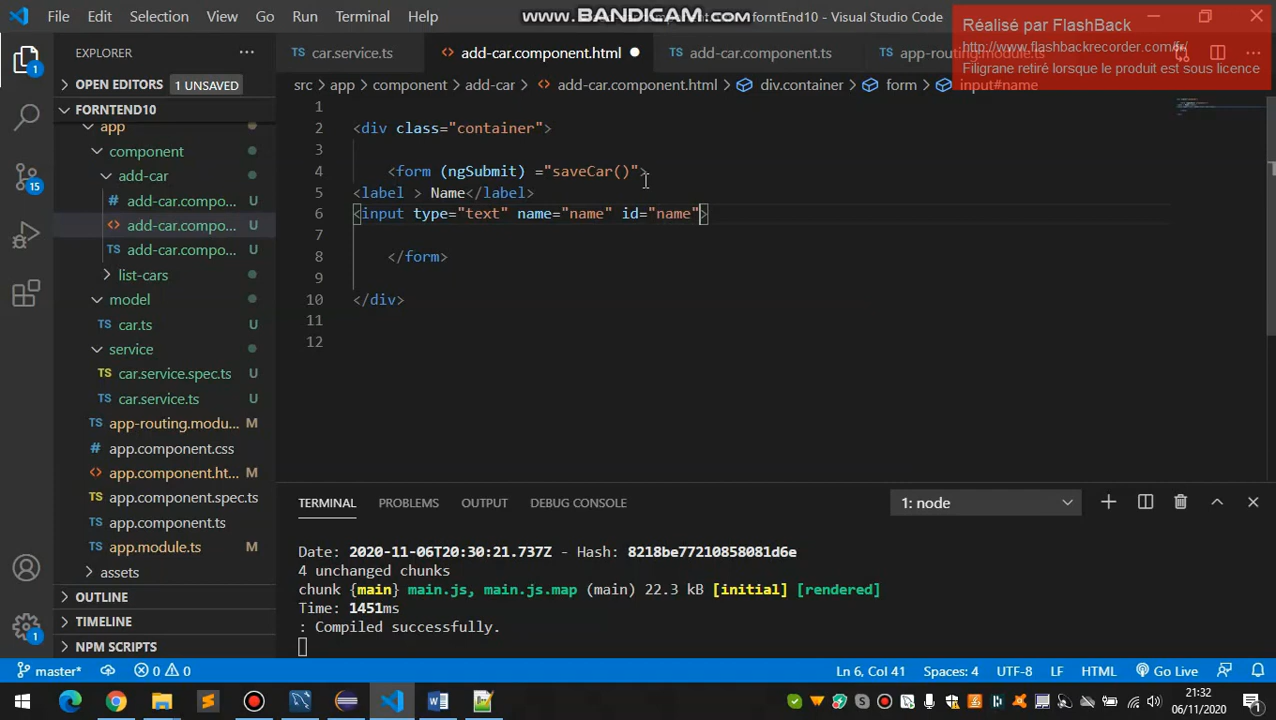 File Edit Selection View Go Run Terminal Help
www.BANDICAM.com
forntEnd10 - Visual Studio Code
Réalisé par FlashBack
http://www.flashbackrecorder.com/fr/
Filigrane retiré lorsque le produit est sous licence
EXPLORER
OPEN EDITORS 1 UNSAVED
FORNTEND10
app
component
add-car
add-car.compo... U
add-car.compo... U
add-car.compo... U
list-cars
model
car.ts U
service
car.service.spec.ts U
car.service.ts U
app-routing.modu... M
app.component.css
app.component.ht... M
app.component.spec.ts
app.component.ts
app.module.ts M
assets
OUTLINE
TIMELINE
NPM SCRIPTS
1
15
1
car.service.ts add-car.component.html add-car.component.ts app-routing.module.ts
src app component add-car add-car.component.html div.container form input#name
1
2 <div class="container">
3
4 <form (ngSubmit) ="saveCar()">
5 <label > Name</label>
6 <input type="text" name="name" id="name">
7
8 </form>
9
10 </div>
11
12
TERMINAL PROBLEMS OUTPUT DEBUG CONSOLE 1: node
Date: 2020-11-06T20:30:21.737Z - Hash: 8218be77210858081d6e
4 unchanged chunks
chunk {main} main.js, main.js.map (main) 22.3 kB [initial] [rendered]
Time: 1451ms
: Compiled successfully.
master* 0 0 Ln 6, Col 41 Spaces: 4 UTF-8 LF HTML Go Live
21:32
06/11/2020